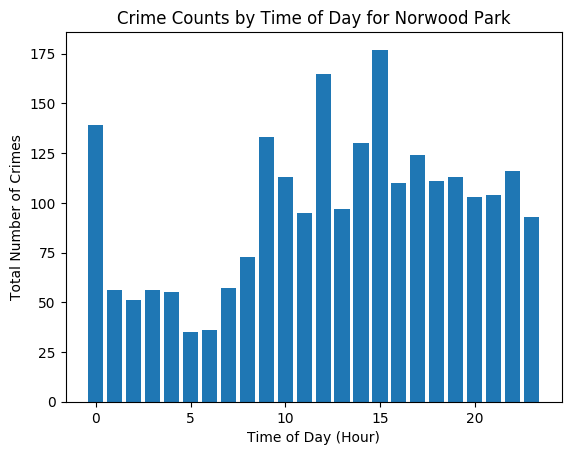 Crime Counts by Time of Day for Norwood Park
175
150
125
100
75
50
25
0
Total Number of Crimes
0 5 10 15 20
Time of Day (Hour)